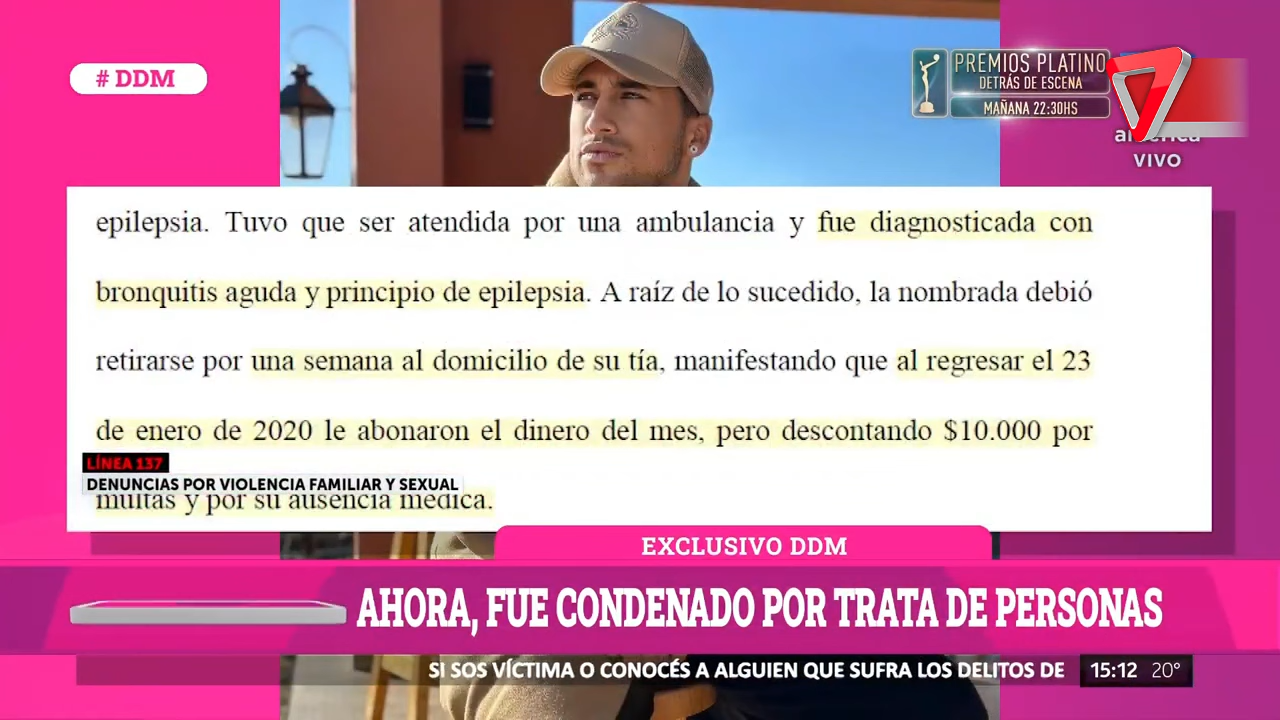 # DDM
PREMIOS PLATINO
DETRÁS DE ESCENA
MAÑANA 22:30HS
VIVO
epilepsia. Tuvo que ser atendida por una ambulancia y fue diagnosticada con
bronquitis aguda y principio de epilepsia. A raíz de lo sucedido, la nombrada debió
retirarse por una semana al domicilio de su tía, manifestando que al regresar el 23
de enero de 2020 le abonaron el dinero del mes, pero descontando $10.000 por
LÍNEA 137
DENUNCIAS POR VIOLENCIA FAMILIAR Y SEXUAL
multas y por su ausencia médica.
EXCLUSIVO DDM
AHORA, FUE CONDENADO POR TRATA DE PERSONAS
SI SOS VÍCTIMA O CONOCÉS A ALGUIEN QUE SUFRA LOS DELITOS DE
15:12 20°